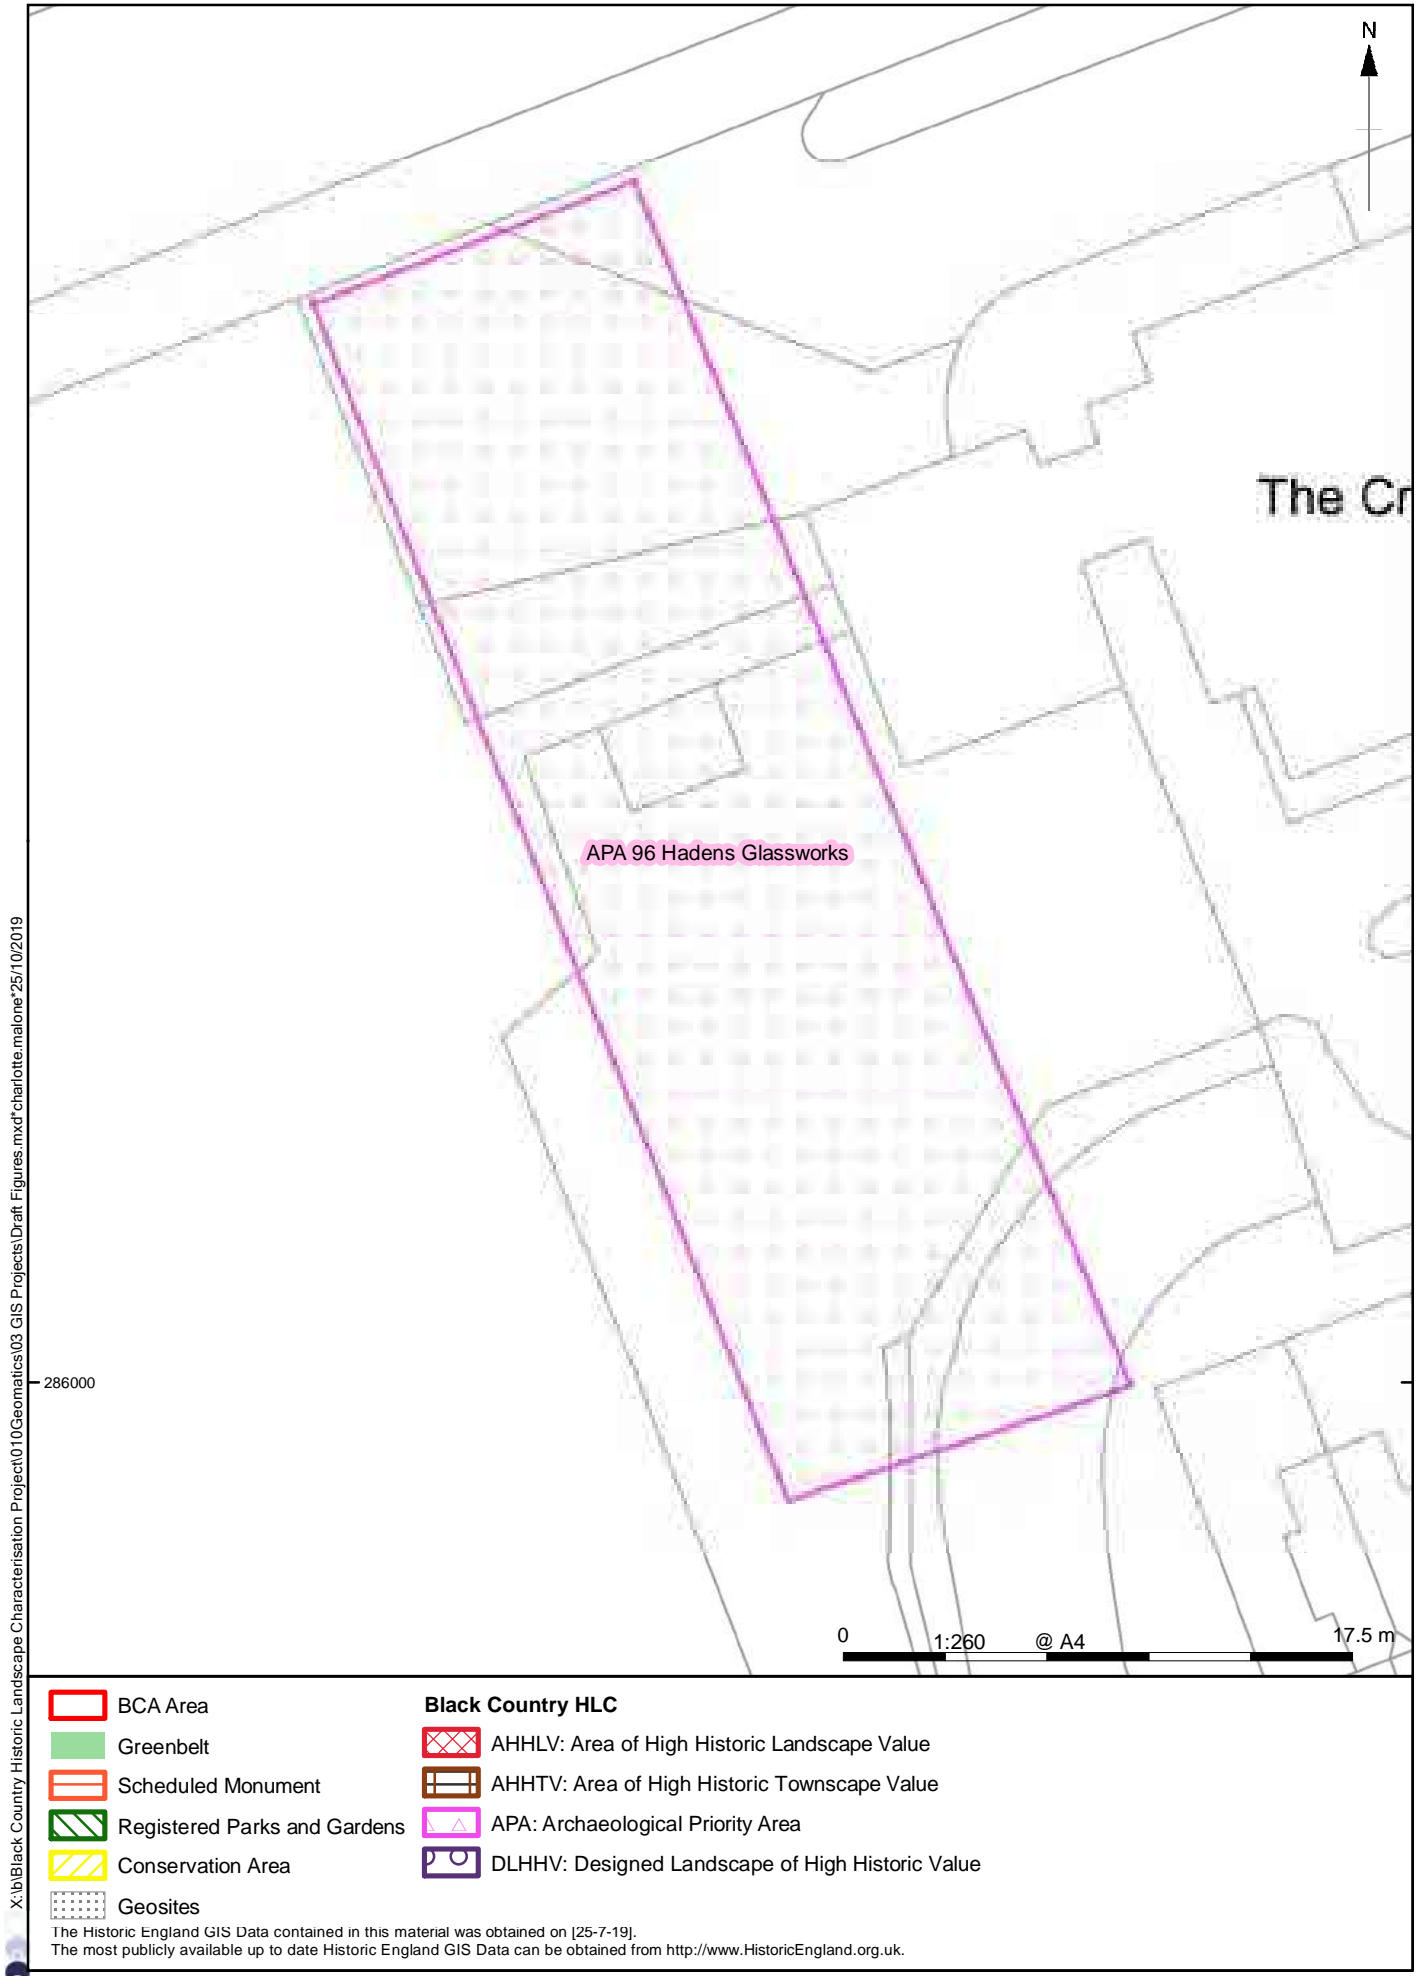 N
The Cr
APA 96 Hadens Glassworks
286000
0 1:260 @ A4 17.5 m
X:\b\Black Country Historic Landscape Characterisation Project\010Geomatics\03 GIS Projects\Draft Figures.mxd*charlotte.malone*25/10/2019
BCA Area
Greenbelt
Scheduled Monument
Registered Parks and Gardens
Conservation Area
Geosites
Black Country HLC
AHHLV: Area of High Historic Landscape Value
AHHTV: Area of High Historic Townscape Value
APA: Archaeological Priority Area
DLHHV: Designed Landscape of High Historic Value
The Historic England GIS Data contained in this material was obtained on [25-7-19].
The most publicly available up to date Historic England GIS Data can be obtained from http://www.HistoricEngland.org.uk.